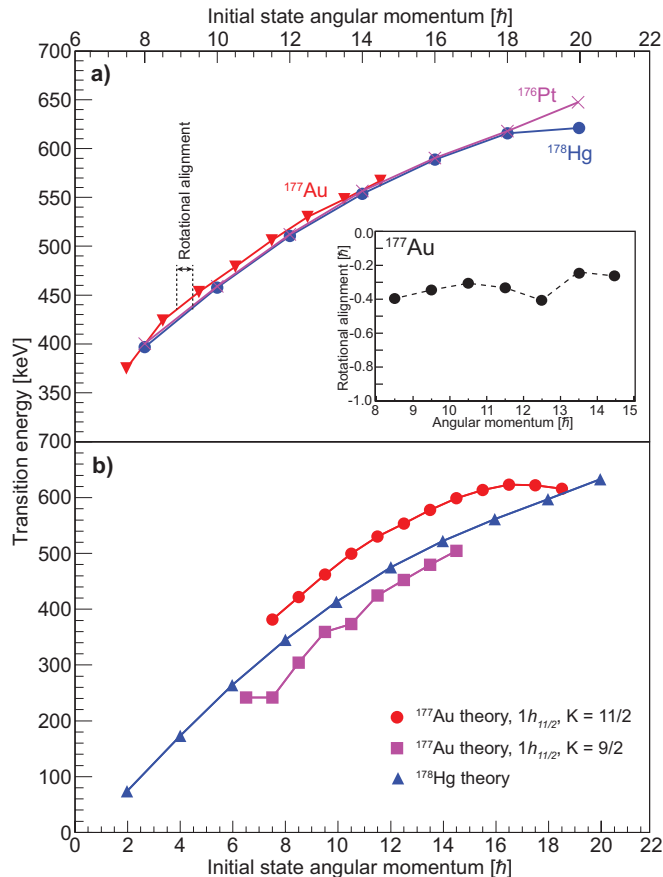 Initial state angular momentum [ħ]
6 8 10 12 14 16 18 20 22
700
650
600
550
500
450
400
350
a)
Rotational alignment
¹⁷⁷Au
¹⁷⁶Pt
¹⁷⁸Hg
¹⁷⁷Au
Rotational alignment [ħ]
0.0
-0.2
-0.4
-0.6
-0.8
-1.0
8 9 10 11 12 13 14 15
Angular momentum [ħ]
Transition energy [keV]
b)
700
600
500
400
300
200
100
0
¹⁷⁷Au theory, 1h₁₁/₂, K = 11/2
¹⁷⁷Au theory, 1h₁₁/₂, K = 9/2
¹⁷⁸Hg theory
0 2 4 6 8 10 12 14 16 18 20 22
Initial state angular momentum [ħ]